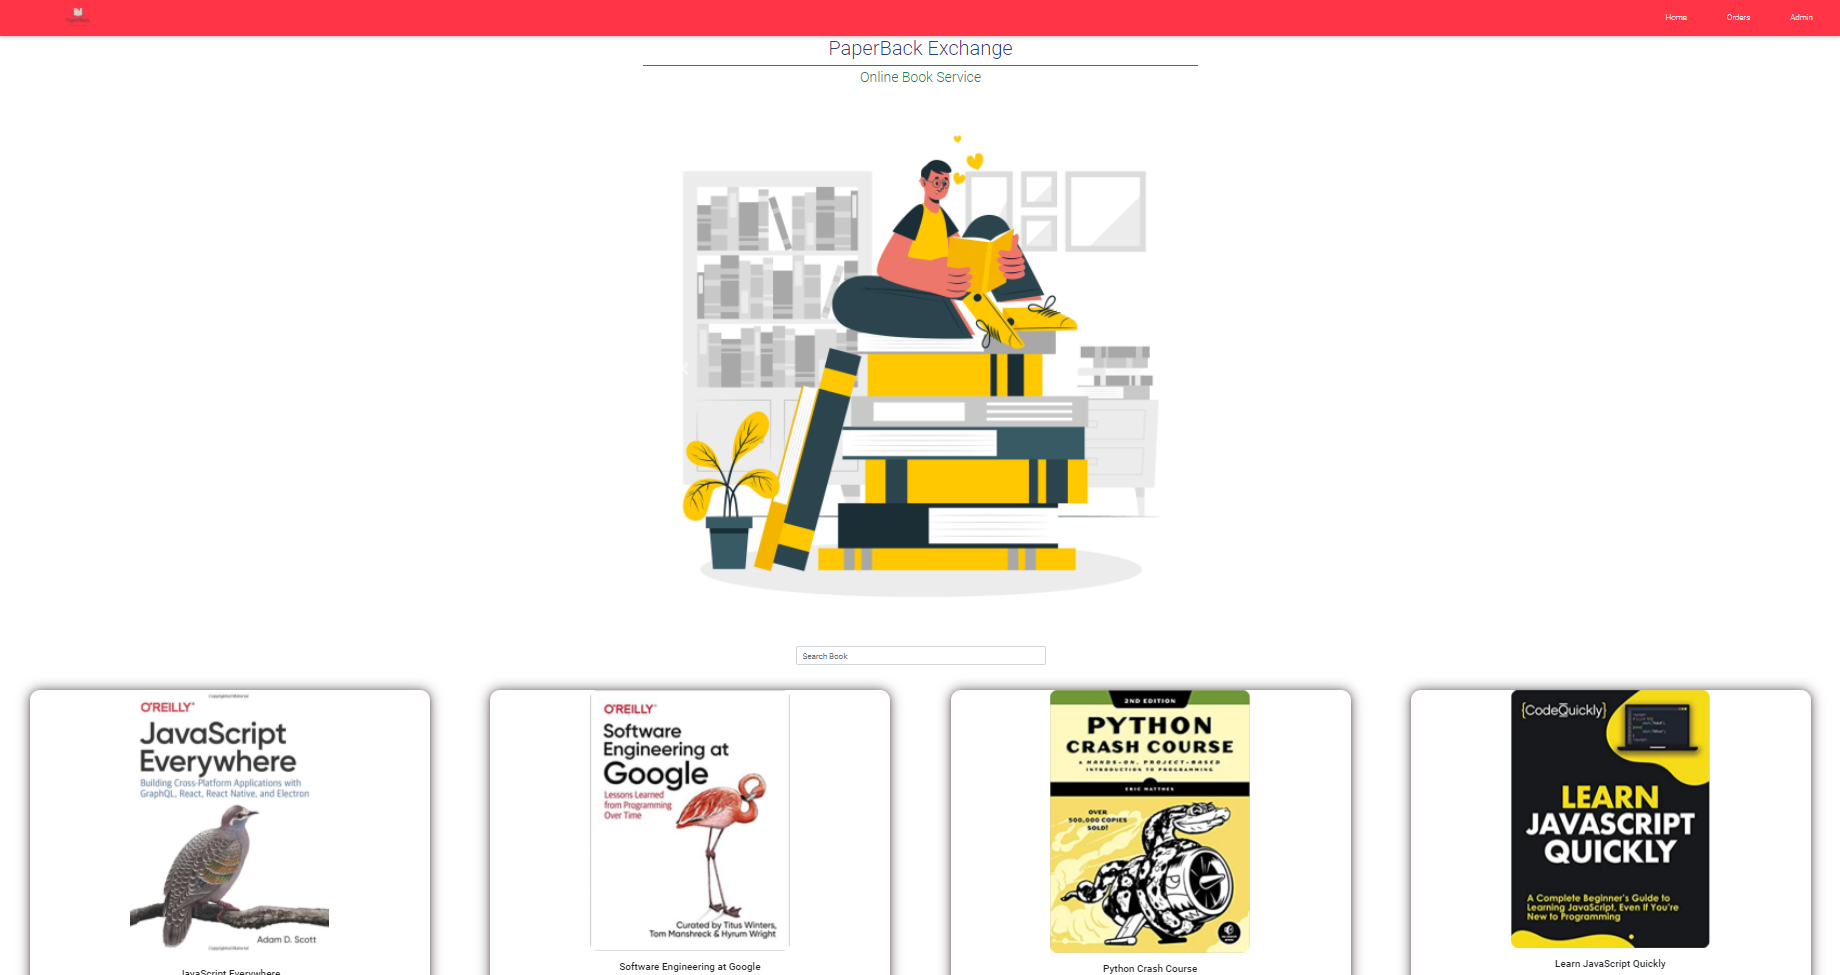 Home
Orders
Admin
PaperBack Exchange
Online Book Service
Search Book
O'REILLY®
JavaScript
Everywhere
Building Cross-Platform Applications with
GraphQL, React, React Native, and Electron
Adam D. Scott
JavaScript Everywhere
O'REILLY®
Software
Engineering at
Google
Lessons Learned
from Programming
Over Time
Curated by Titus Winters,
Tom Manshreck & Hyrum Wright
Software Engineering at Google
2ND EDITION
PYTHON
CRASH COURSE
A HANDS-ON, PROJECT-BASED
INTRODUCTION TO PROGRAMMING
ERIC MATTHES
OVER
500,000 COPIES
SOLD!
Python Crash Course
{CodeQuickly}
LEARN
JAVASCRIPT
QUICKLY
A Complete Beginner's Guide to
Learning JavaScript, Even If You're
New to Programming
Learn JavaScript Quickly